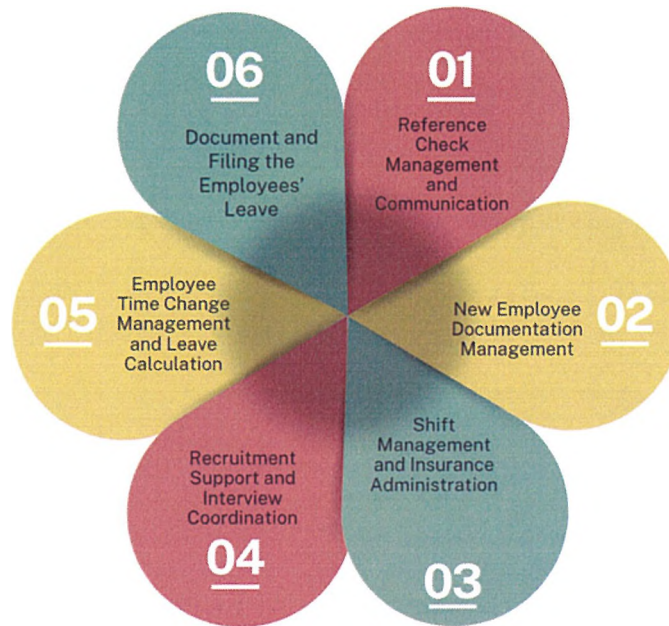 01
Reference
Check
Management
and
Communication
02
New Employee
Documentation
Management
Shift
Management
and Insurance
Administration
03
Recruitment
Support and
Interview
Coordination
04
05
Employee
Time Change
Management
and Leave
Calculation
06
Document and
Filing the
Employees’
Leave